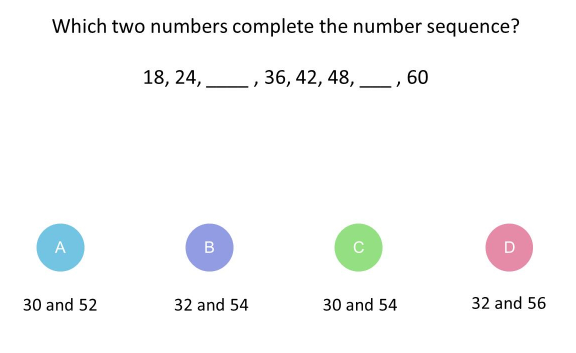 Which two numbers complete the number sequence?
18, 24, ____ , 36, 42, 48, ___ , 60
A B C D
30 and 52 32 and 54 30 and 54 32 and 56